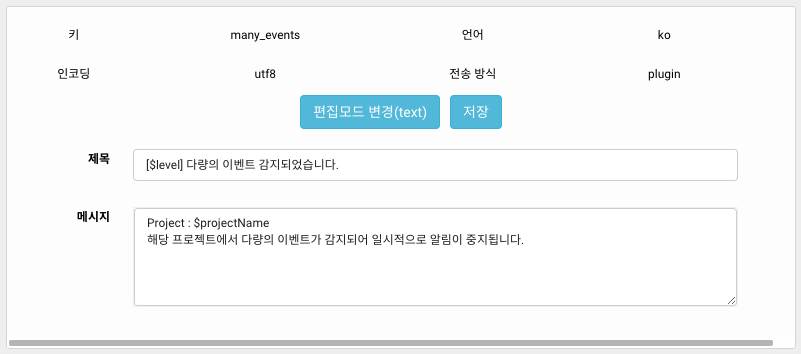 키 many_events 언어 ko
인코딩 utf8 전송 방식 plugin
편집모드 변경(text) 저장
제목 [$level] 다량의 이벤트 감지되었습니다.
메시지 Project : $projectName
해당 프로젝트에서 다량의 이벤트가 감지되어 일시적으로 알림이 중지됩니다.